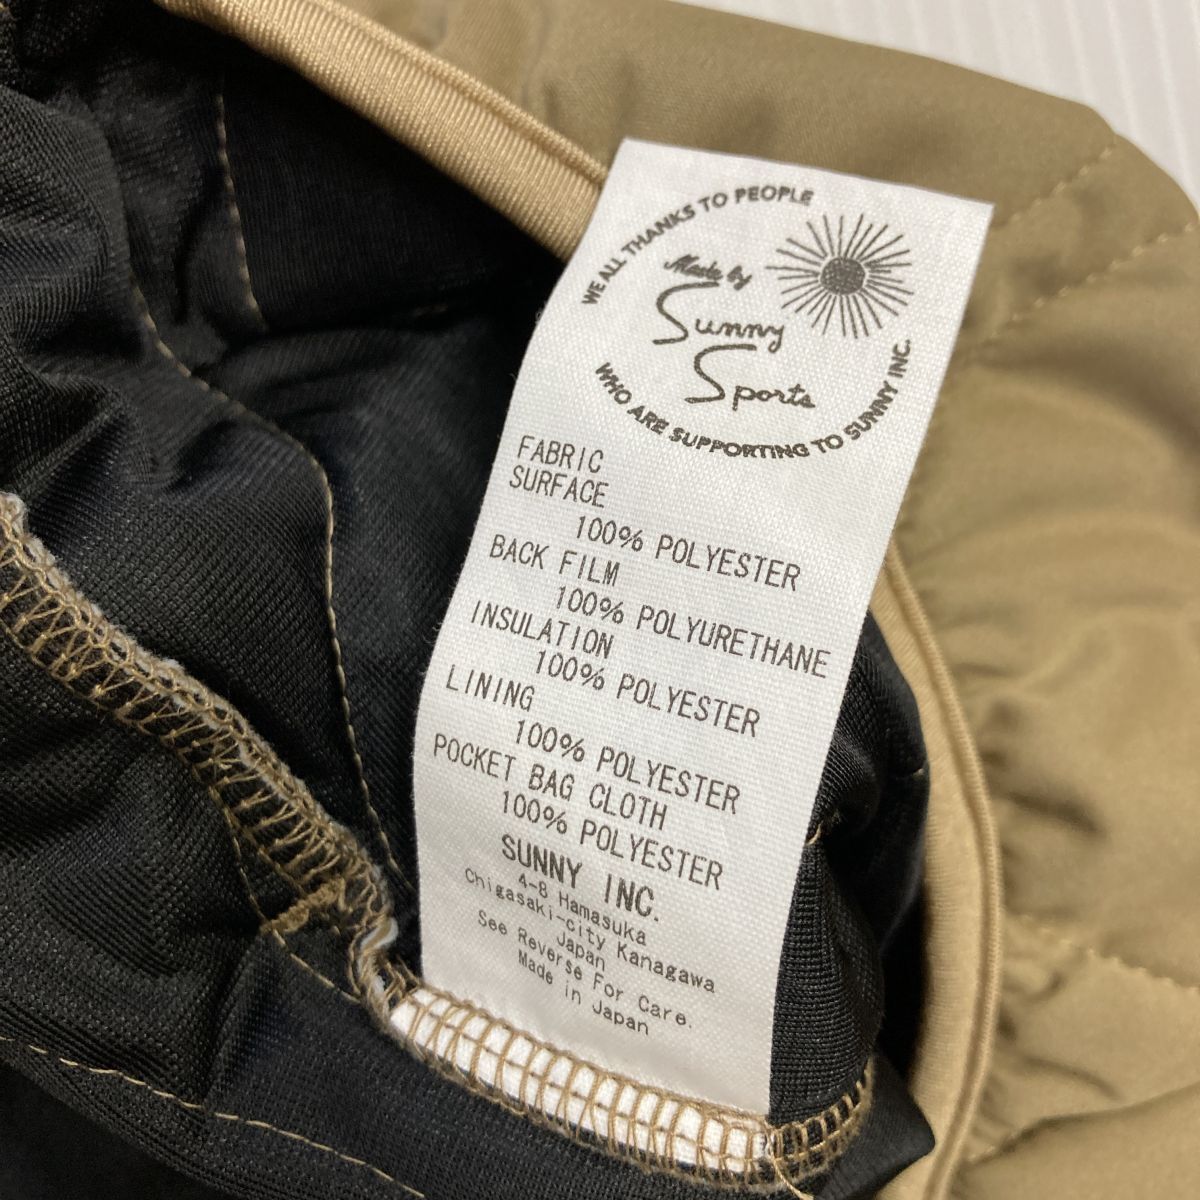 WE ALL THANKS TO PEOPLE
Made by
Sunny
Sports
WHO ARE SUPPORTING TO SUNNY INC.
FABRIC
SURFACE
100% POLYESTER
BACK FILM
100% POLYURETHANE
INSULATION
100% POLYESTER
LINING
100% POLYESTER
POCKET BAG CLOTH
100% POLYESTER
SUNNY INC.
4-8 Hamasuka
Chigasaki-city Kanagawa
Japan
See Reverse For Care.
Made in Japan